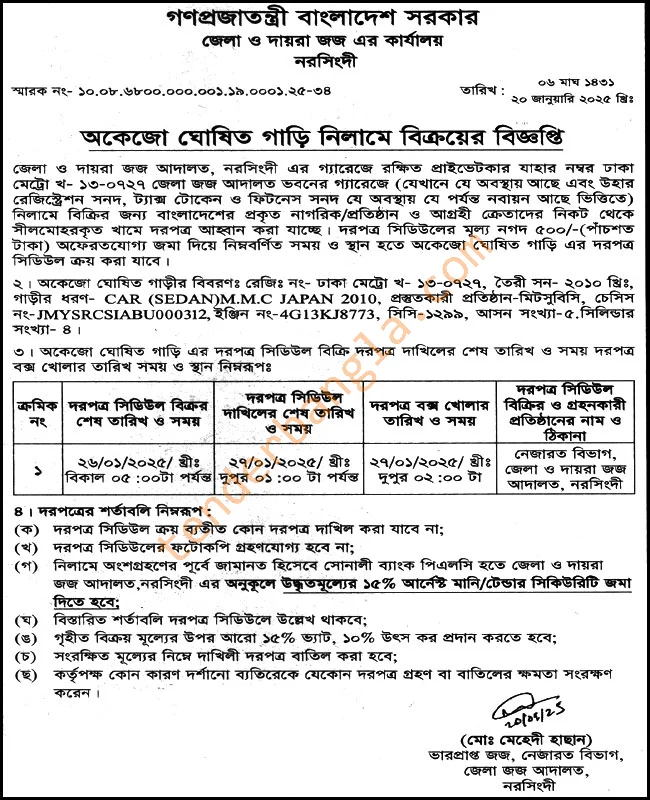 গণপ্রজাতন্ত্রী বাংলাদেশ সরকার
জেলা ও দায়রা জজ এর কার্যালয়
নরসিংদী
স্মারক নং- ১০.০৮.৬৮০০.০০০.০০১.১৯.০০০১.২৫-৩৪
তারিখ : ০৬ মাঘ ১৪৩১
২০ জানুয়ারি ২০২৫ খ্রিঃ
অকেজো ঘোষিত গাড়ি নিলামে বিক্রয়ের বিজ্ঞপ্তি
জেলা ও দায়রা জজ আদালত, নরসিংদী এর গ্যারেজে রক্ষিত প্রাইভেটকার যাহার নম্বর ঢাকা
মেট্রো খ- ১৩-০৭২৭ জেলা জজ আদালত ভবনের গ্যারেজে (যেখানে যে অবস্থায় আছে এবং উহার
রেজিস্ট্রেশন সনদ, ট্যাক্স টোকেন ও ফিটনেস সনদ যে অবস্থায় যে পর্যন্ত নবায়ন আছে ভিত্তিতে)
নিলামে বিক্রির জন্য বাংলাদেশের প্রকৃত নাগরিক/প্রতিষ্ঠান ও আগ্রহী ক্রেতাদের নিকট থেকে
সীলমোহরকৃত খামে দরপত্র আহ্বান করা যাচ্ছে। দরপত্র সিডিউলের মূল্য নগদ ৫০০/-(পাঁচশত
টাকা) অফেরতযোগ্য জমা দিয়ে নিম্নবর্ণিত সময় ও স্থান হতে অকেজো ঘোষিত গাড়ি এর দরপত্র
সিডিউল ক্রয় করা যাবে।
২। অকেজো ঘোষিত গাড়ীর বিবরণঃ রেজিঃ নং- ঢাকা মেট্রো খ- ১৩-০৭২৭, তৈরী সন- ২০১০ খ্রিঃ,
গাড়ীর ধরণ- CAR (SEDAN)M.M.C JAPAN 2010, প্রস্তুতকারী প্রতিষ্ঠান-মিটসুবিসি, চেসিস
নং-JMYSRCSIABU000312, ইঞ্জিন নং-4G13KJ8773, সিসি-১২৯৯, আসন সংখ্যা-৫. সিলিন্ডার
সংখ্যা- ৪।
৩। অকেজো ঘোষিত গাড়ি এর দরপত্র সিডিউল বিক্রি দরপত্র দাখিলের শেষ তারিখ ও সময় দরপত্র
বক্স খোলার তারিখ সময় ও স্থান নিম্নরূপঃ
ক্রমিক নং
দরপত্র সিডিউল বিক্রর শেষ তারিখ ও সময়
দরপত্র সিডিউল দাখিলের শেষ তারিখ ও সময়
দরপত্র বক্স খোলার তারিখ ও সময়
দরপত্র সিডিউল বিক্রির ও গ্রহনকারী প্রতিষ্ঠানের নাম ও ঠিকানা
১
২৬/০১/২০২৫/ খ্রীঃ বিকাল ০৫ :০০টা পর্যন্ত
২৭/০১/২০২৫/ খ্রীঃ দুপুর ০১ :০০ টা পর্যন্ত
২৭/০১/২০২৫/ খ্রীঃ দুপুর ০২ :০০ টা
নেজারত বিভাগ, জেলা ও দায়রা জজ আদালত, নরসিংদী
৪। দরপত্রের শর্তাবলি নিম্নরূপ :
(ক) দরপত্র সিডিউল ক্রয় ব্যতীত কোন দরপত্র দাখিল করা যাবে না;
(খ) দরপত্র সিডিউলের ফটোকপি গ্রহণযোগ্য হবে না;
(গ) নিলামে অংশগ্রহণের পূর্বে জামানত হিসেবে সোনালী ব্যাংক পিএলসি হতে জেলা ও দায়রা
জজ আদালত,নরসিংদী এর অনুকূলে উদ্ধৃতমূল্যের ১৫% আর্নেস্ট মানি/টেন্ডার সিকিউরিটি জমা
দিতে হবে;
(ঘ) বিস্তারিত শর্তাবলি দরপত্র সিডিউলে উল্লেখ থাকবে;
(ঙ) গৃহীত বিক্রয় মূল্যের উপর আরো ১৫% ভ্যাট, ১০% উৎস কর প্রদান করতে হবে;
(চ) সংরক্ষিত মূল্যের নিম্নে দাখিলী দরপত্র বাতিল করা হবে;
(ছ) কর্তৃপক্ষ কোন কারণ দর্শানো ব্যতিরেকে যেকোন দরপত্র গ্রহণ বা বাতিলের ক্ষমতা সংরক্ষণ
করেন।
২০/০১/২৫
(মোঃ মেহেদী হাছান)
ভারপ্রাপ্ত জজ, নেজারত বিভাগ,
জেলা জজ আদালত,
নরসিংদী
tenderbangla.com